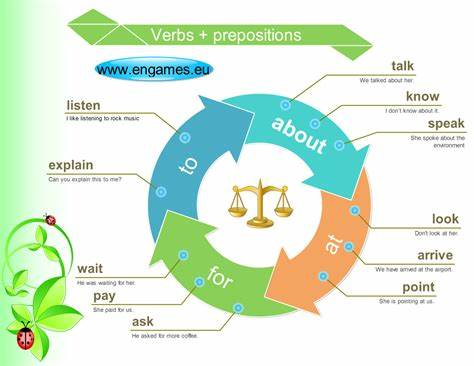 Verbs + prepositions
www.engames.eu
talk
We talked about her.
know
I don't know about it.
speak
She spoke about the
environment
about
listen
I like listening to rock music
to
explain
Can you explain this to me?
look
Don't look at her.
at
arrive
We have arrived at the airport.
point
She is pointing at us.
wait
He was waiting for her.
for
pay
She paid for us.
ask
He asked for more coffee.